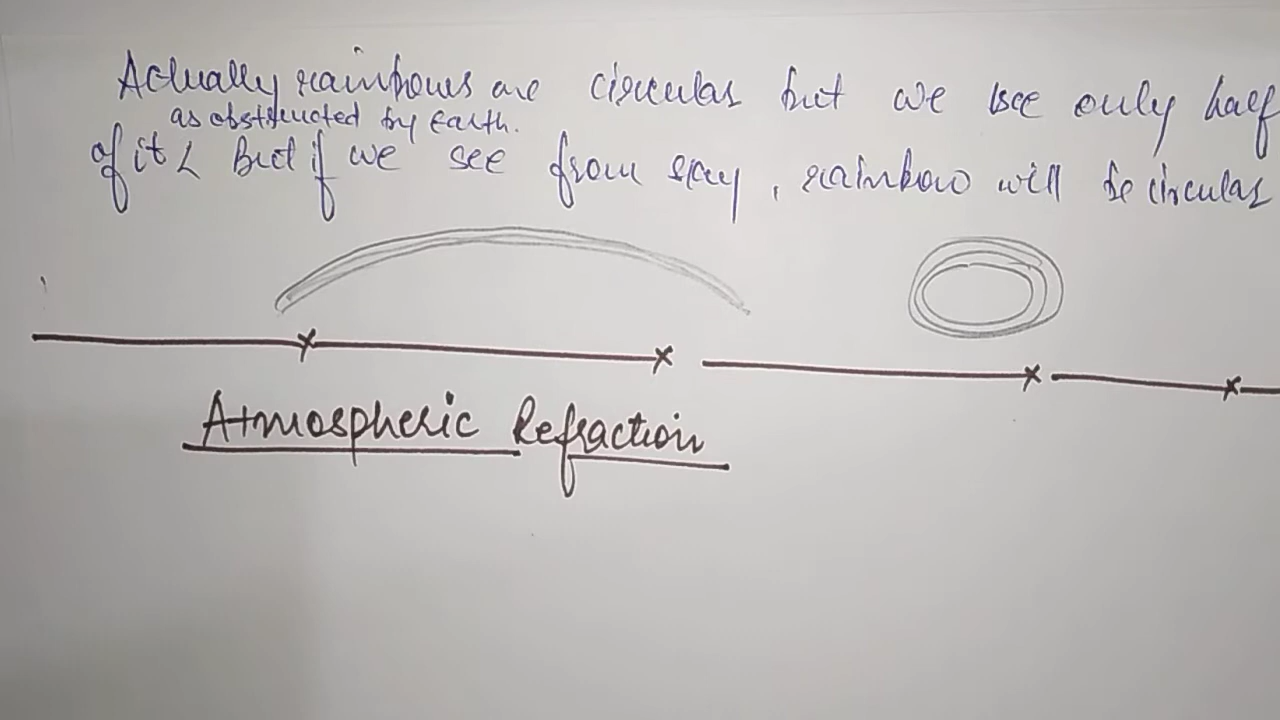 Actually rainbows are circular but we see only half
as obstructed by Earth.
of it But if we see from sky, rainbow will be circular
Atmospheric Refraction